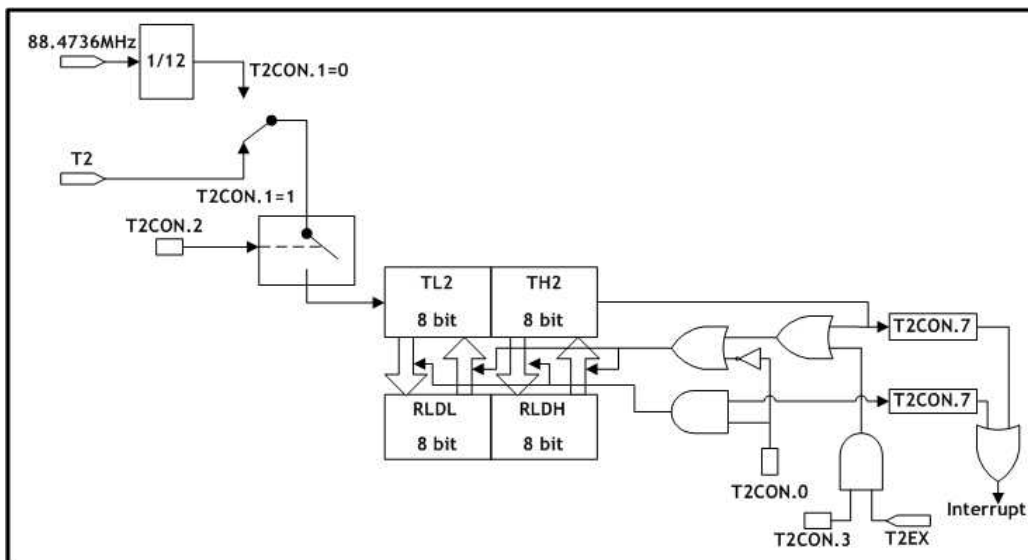 88.4736MHz
1/12
T2CON.1=0
T2
T2CON.1=1
T2CON.2
TL2
8 bit
TH2
8 bit
T2CON.7
RLDL
8 bit
RLDH
8 bit
T2CON.7
T2CON.0
T2CON.3
T2EX
Interrupt